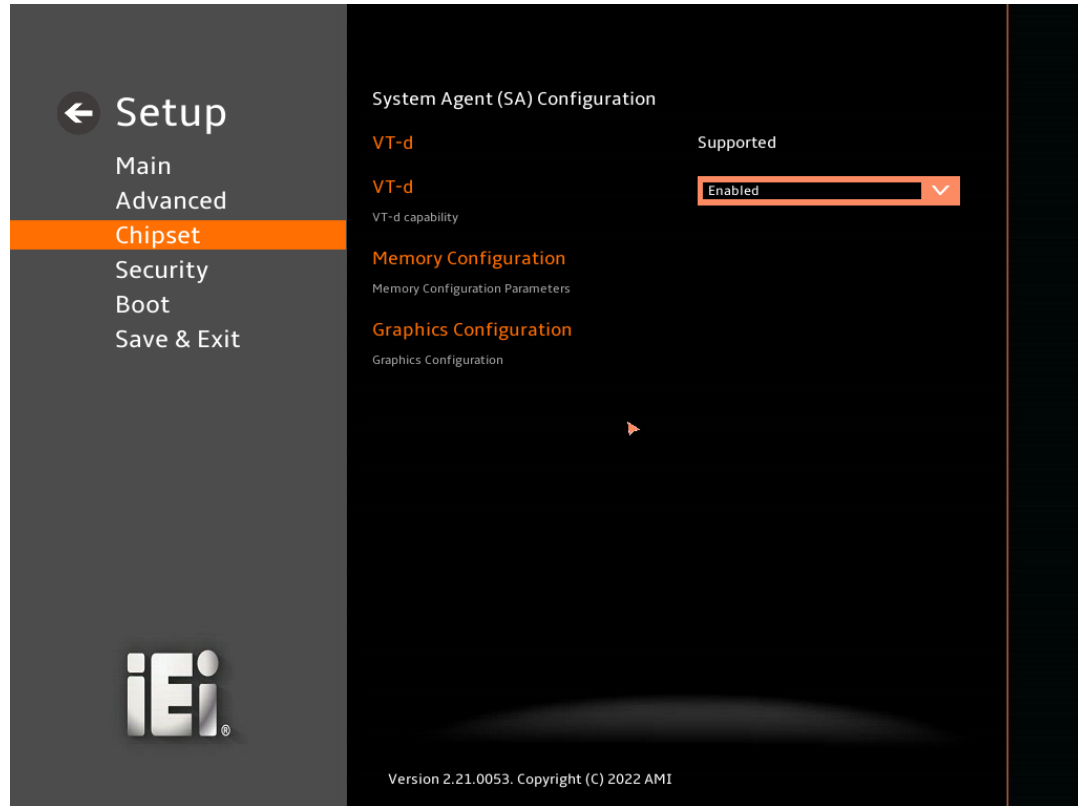 Setup
Main
Advanced
Chipset
Security
Boot
Save & Exit
System Agent (SA) Configuration
VT-d Supported
VT-d Enabled
VT-d capability
Memory Configuration
Memory Configuration Parameters
Graphics Configuration
Graphics Configuration
iEi®
Version 2.21.0053. Copyright (C) 2022 AMI